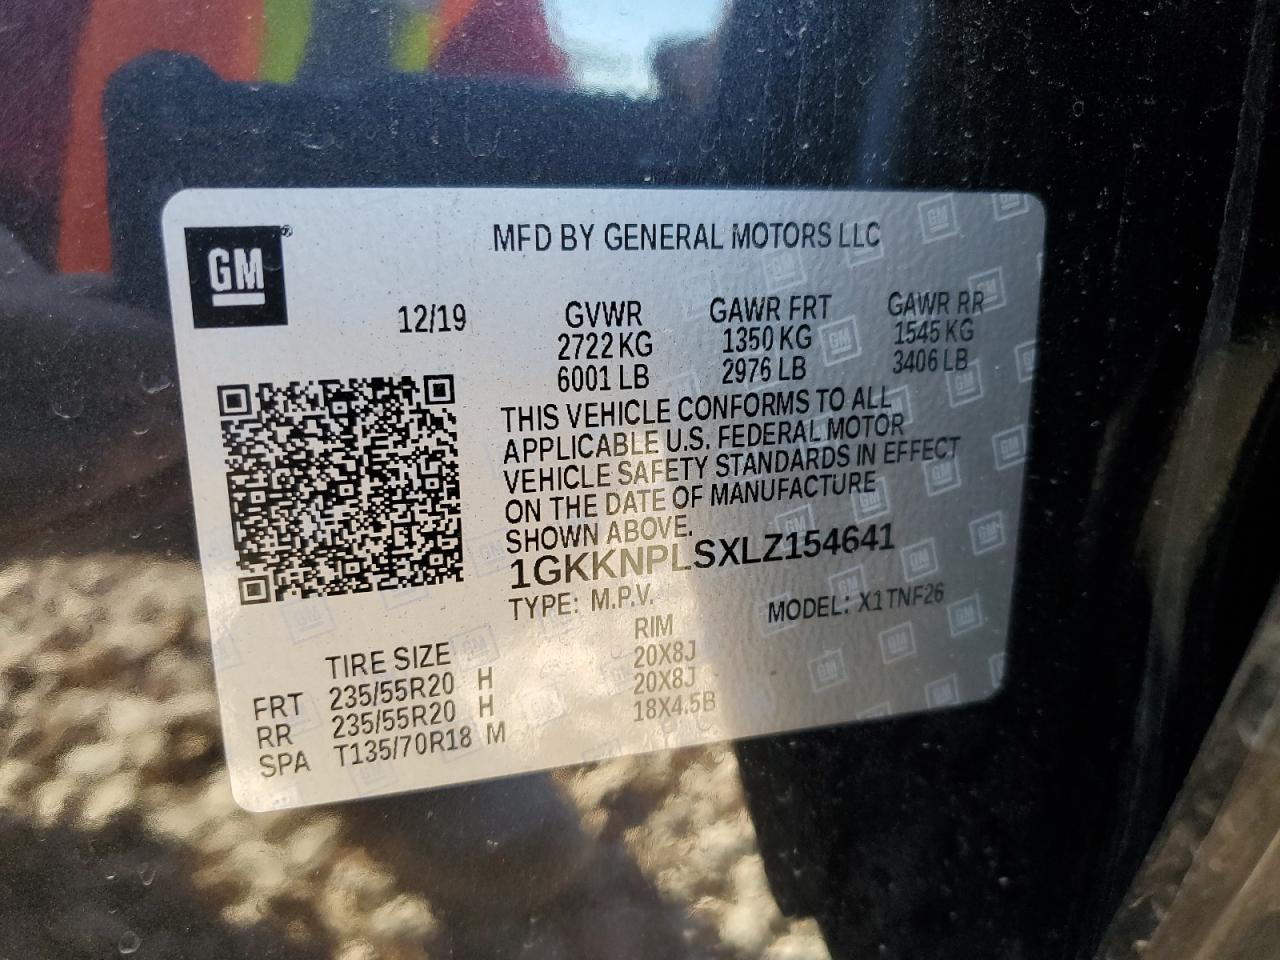 GM
MFD BY GENERAL MOTORS LLC
12/19
GVWR GAWR FRT GAWR RR
2722 KG 1350 KG 1545 KG
6001 LB 2976 LB 3406 LB
THIS VEHICLE CONFORMS TO ALL
APPLICABLE U.S. FEDERAL MOTOR
VEHICLE SAFETY STANDARDS IN EFFECT
ON THE DATE OF MANUFACTURE
SHOWN ABOVE.
1GKKNPLSXLZ154641
TYPE: M.P.V. MODEL: X1TNF26
TIRE SIZE RIM
FRT 235/55R20 H 20X8J
RR 235/55R20 H 20X8J
SPA T135/70R18 M 18X4.5B